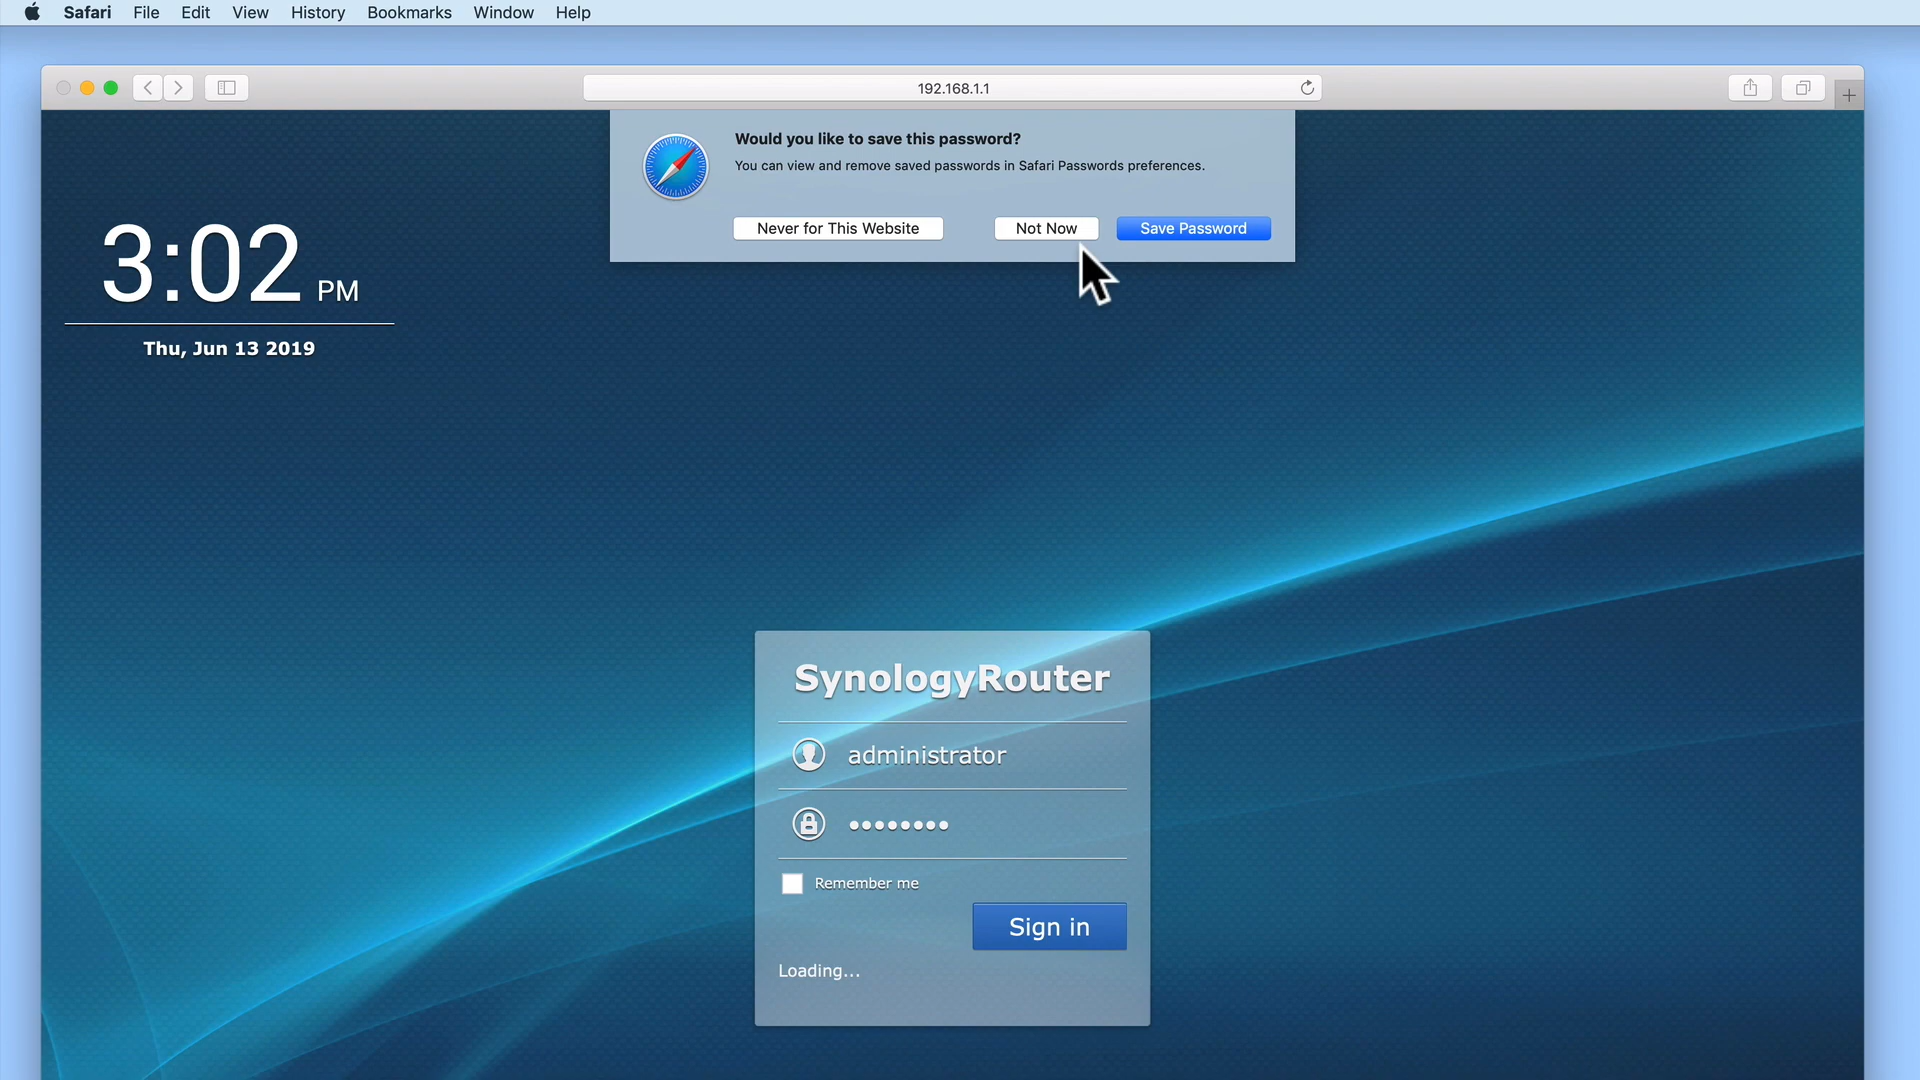 Safari File Edit View History Bookmarks Window Help
192.168.1.1
Would you like to save this password?
You can view and remove saved passwords in Safari Passwords preferences.
Never for This Website Not Now Save Password
3:02 PM
Thu, Jun 13 2019
SynologyRouter
administrator
••••••••
Remember me
Sign in
Loading...